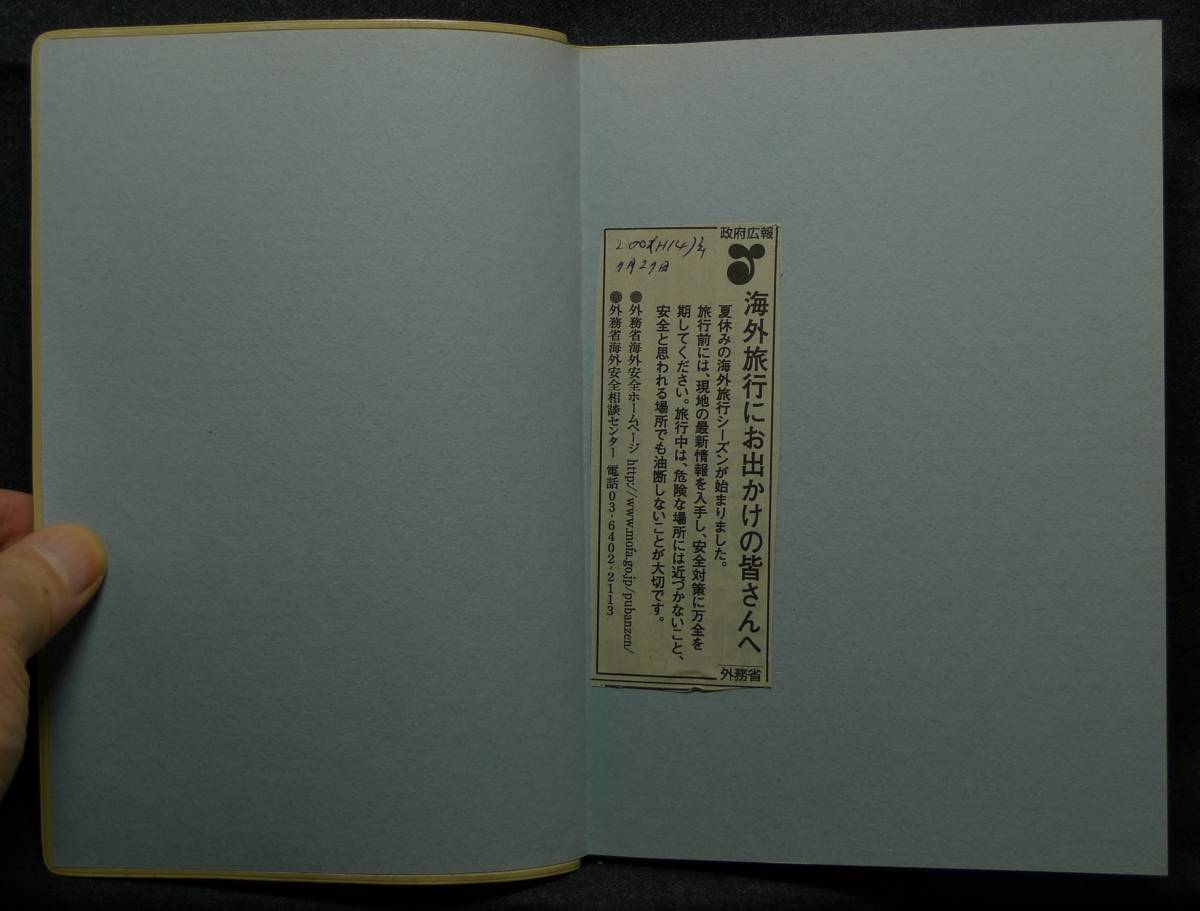 政府広報
海外旅行にお出かけの皆さんへ
外務省
夏休みの海外旅行シーズンが始まりました。
旅行前には、現地の最新情報を入手し、安全対策に万全を
期してください。旅行中は、危険な場所には近づかないこと、
安全と思われる場所でも油断しないことが大切です。
●外務省海外安全ホームページ http://www.mofa.go.jp/pubanzen/
●外務省海外安全相談センター 電話03-6402-2113
2002(H14)年
7月27日